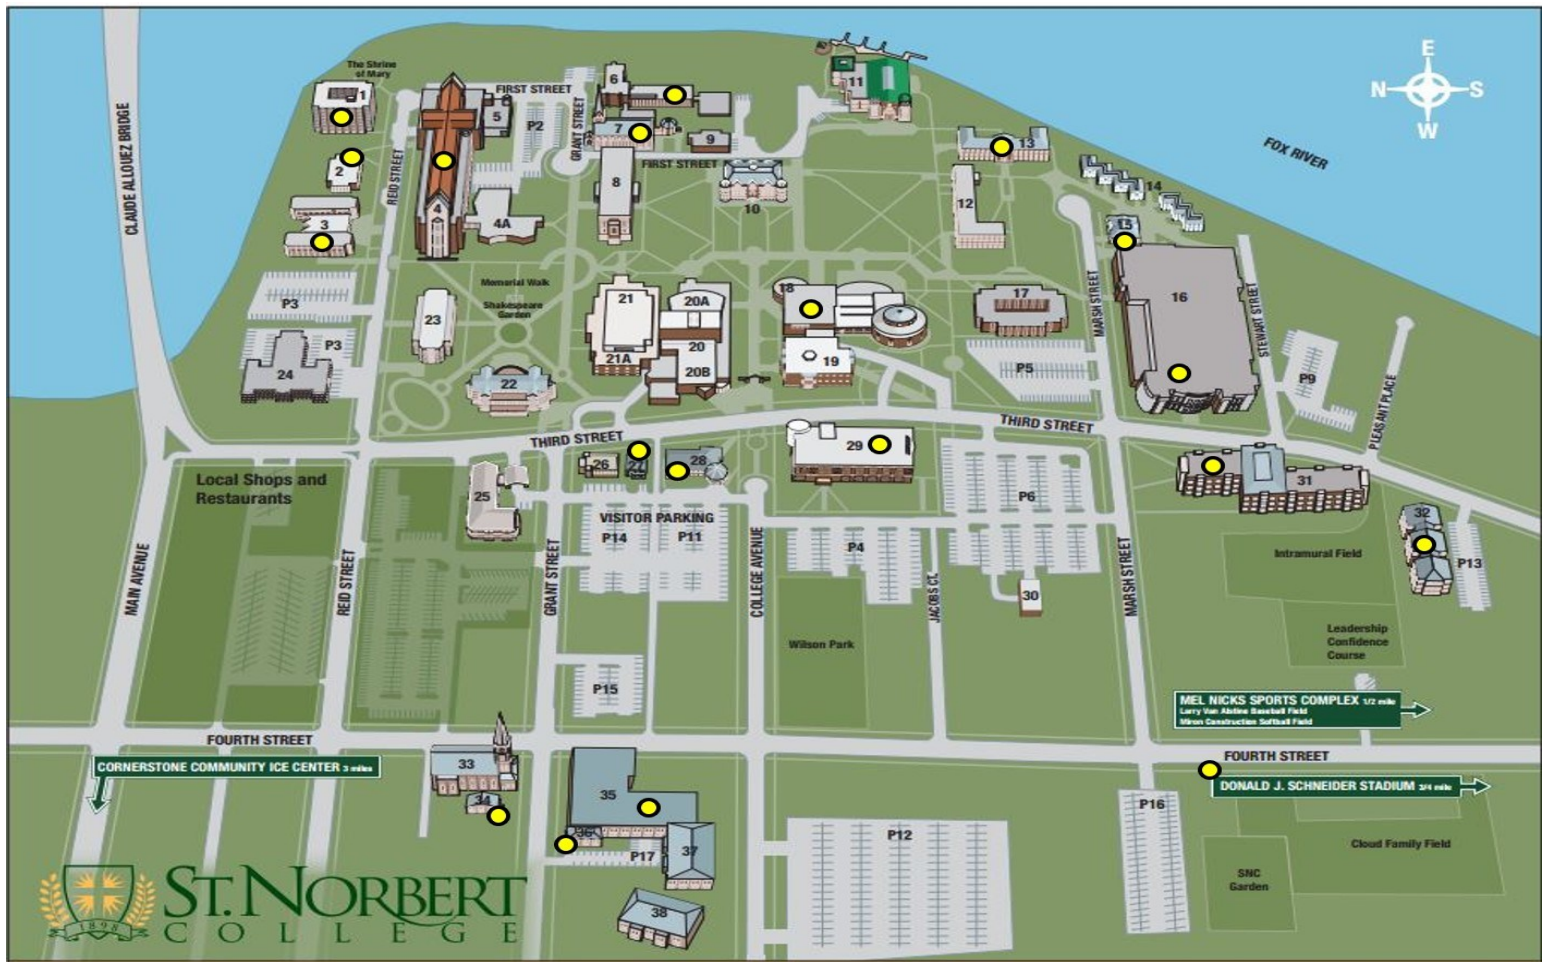 The Shrine
of Mary
1
2
3
4
4A
5
FIRST STREET
P2
GRANT STREET
6
7
8
9
FIRST STREET
10
11
12
13
14
15
E
N
S
W
FOX RIVER
CLAUDE ALLOUEZ BRIDGE
REID STREET
P3
P3
24
23
Memorial Walk
Shakespeare
Garden
22
21
21A
20A
20
20B
18
19
17
P5
MARSH STREET
16
STEWART STREET
P9
PLEASANT PLACE
THIRD STREET
THIRD STREET
Local Shops and
Restaurants
25
26
27
28
29
VISITOR PARKING
P14
P11
P4
P6
30
31
32
P13
Intramural Field
Leadership
Confidence
Course
MAIN AVENUE
REID STREET
GRANT STREET
COLLEGE AVENUE
JACOBS CT.
MARSH STREET
Wilson Park
P15
MEL NICKS SPORTS COMPLEX 1/2 mile
Larry Van Alstine Baseball Field
Miron Construction Softball Field
FOURTH STREET
FOURTH STREET
CORNERSTONE COMMUNITY ICE CENTER 3 miles
DONALD J. SCHNEIDER STADIUM 3/4 mile
33
34
35
36
37
P17
38
P12
P16
Cloud Family Field
SNC
Garden
1898
ST. NORBERT
COLLEGE